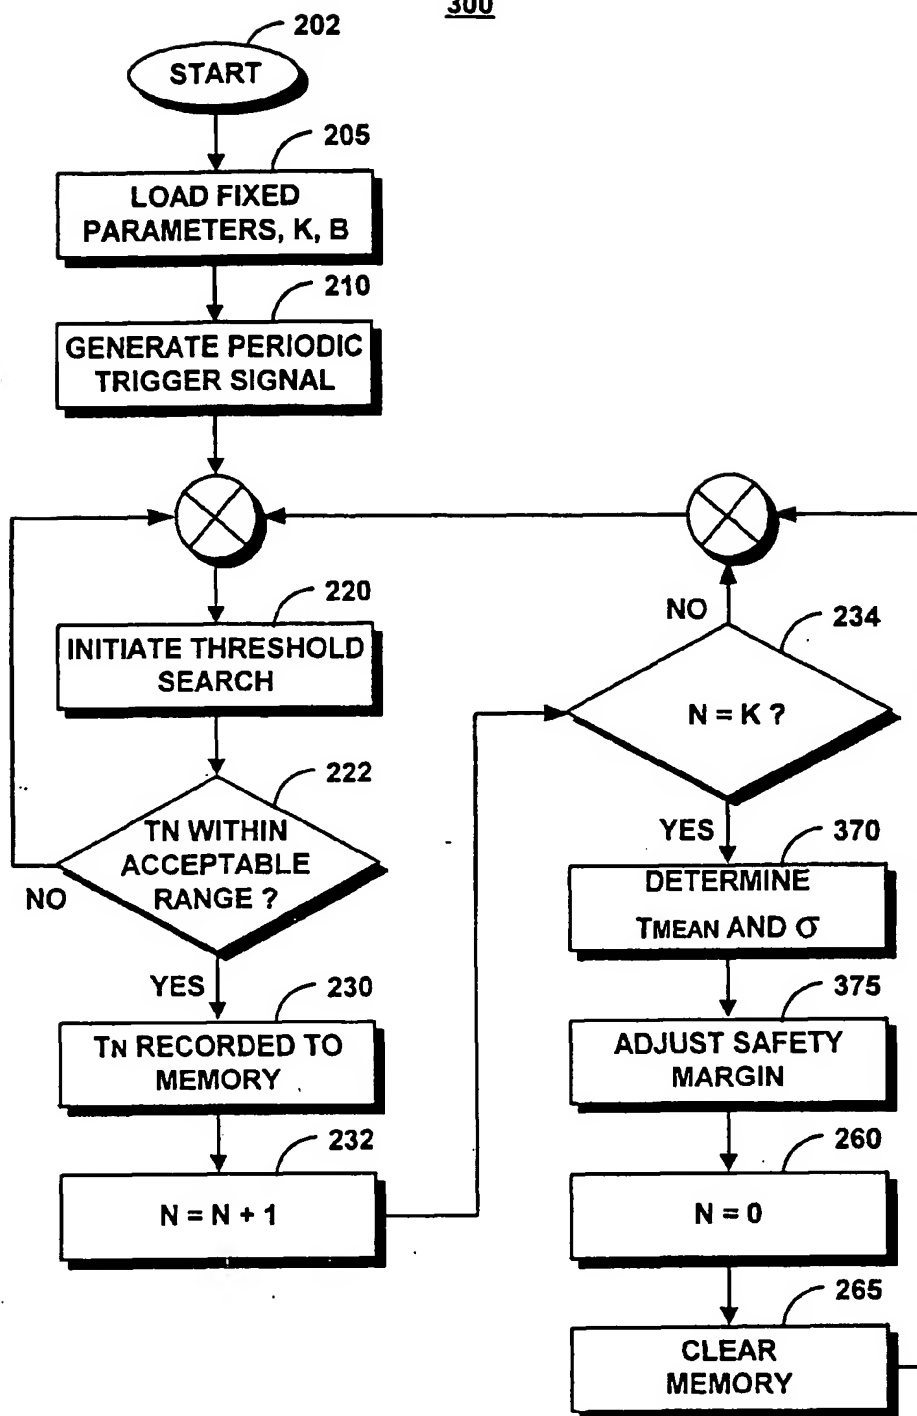 300
202
START
205
LOAD FIXED
PARAMETERS, K, B
210
GENERATE PERIODIC
TRIGGER SIGNAL
220
INITIATE THRESHOLD
SEARCH
222
TN WITHIN
ACCEPTABLE
RANGE ?
NO
YES
230
TN RECORDED TO
MEMORY
232
N = N + 1
NO
234
N = K ?
YES
370
DETERMINE
TMEAN AND σ
375
ADJUST SAFETY
MARGIN
260
N = 0
265
CLEAR
MEMORY